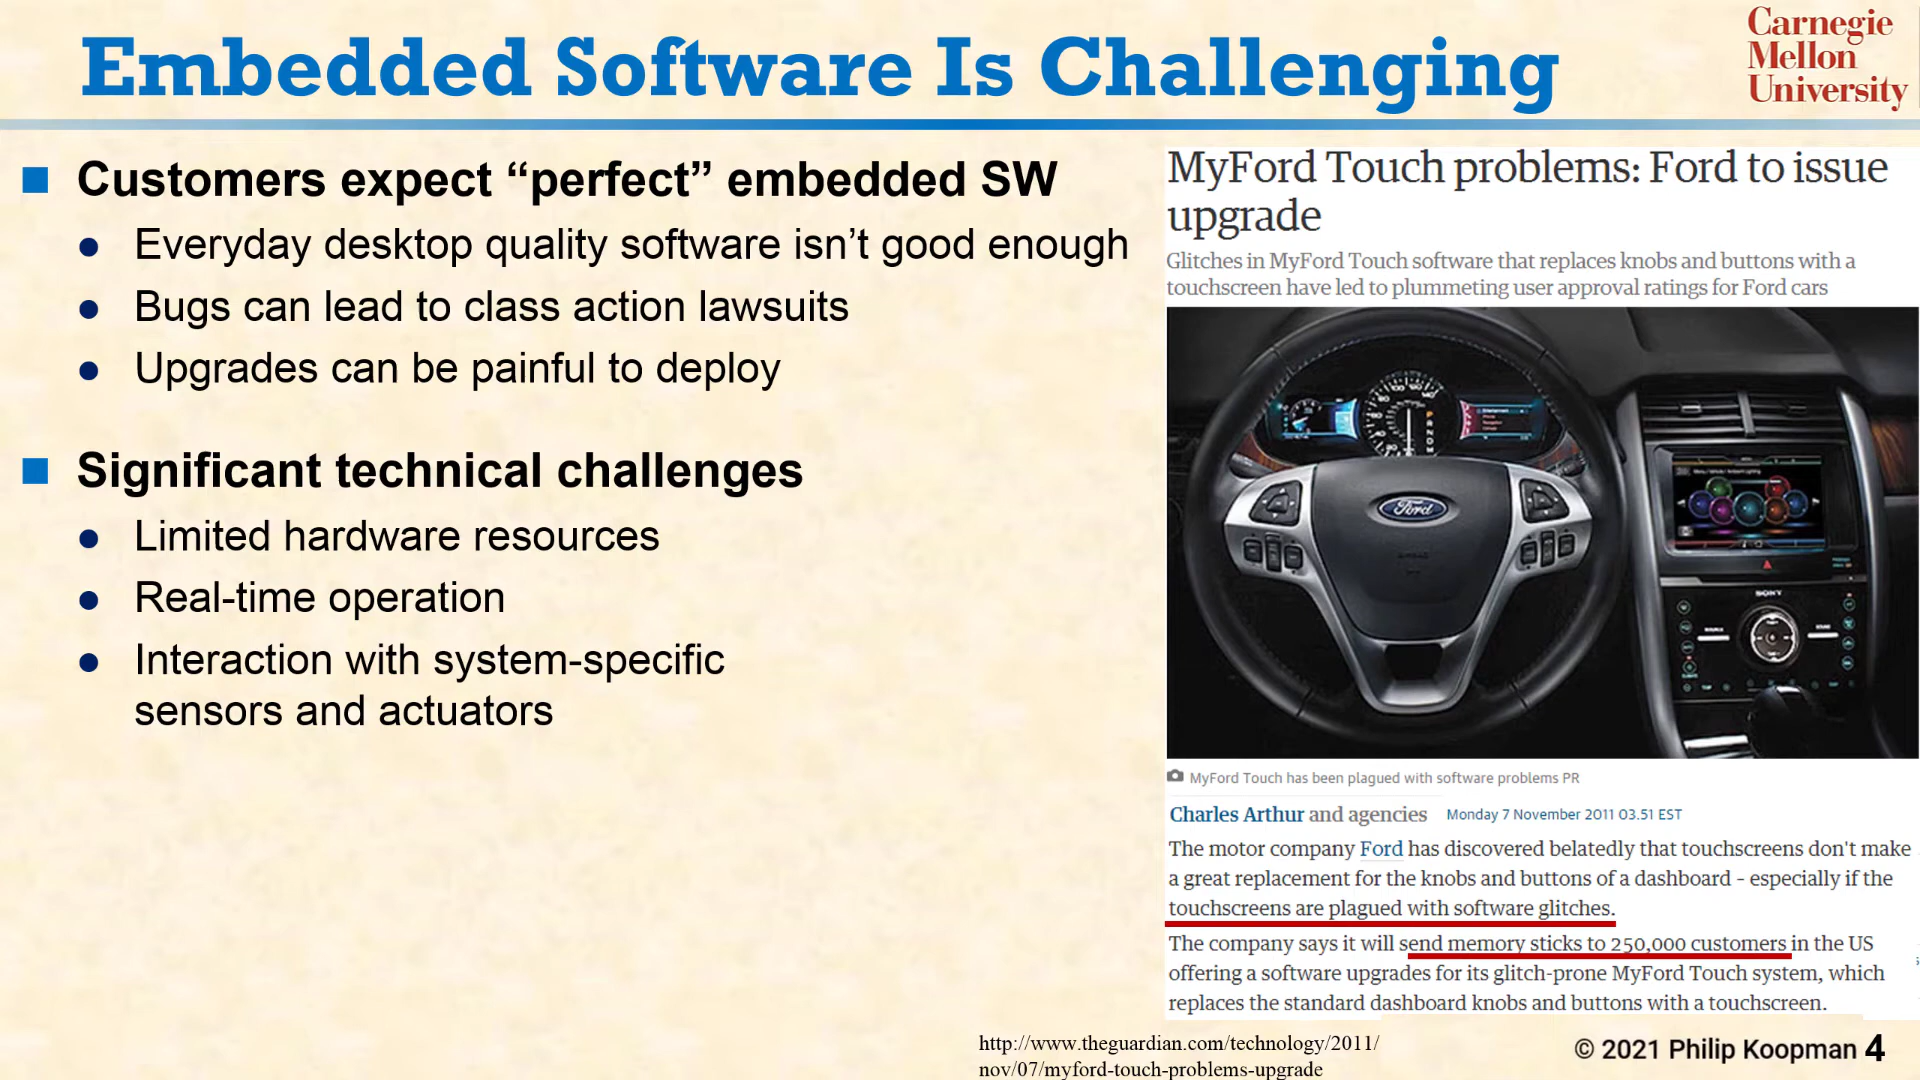 Embedded Software Is Challenging
Carnegie
Mellon
University
Customers expect “perfect” embedded SW
Everyday desktop quality software isn’t good enough
Bugs can lead to class action lawsuits
Upgrades can be painful to deploy
Significant technical challenges
Limited hardware resources
Real-time operation
Interaction with system-specific
sensors and actuators
MyFord Touch problems: Ford to issue
upgrade
Glitches in MyFord Touch software that replaces knobs and buttons with a
touchscreen have led to plummeting user approval ratings for Ford cars
Ford
SONY
MyFord Touch has been plagued with software problems PR
Charles Arthur and agencies Monday 7 November 2011 03.51 EST
The motor company Ford has discovered belatedly that touchscreens don't make
a great replacement for the knobs and buttons of a dashboard – especially if the
touchscreens are plagued with software glitches.
The company says it will send memory sticks to 250,000 customers in the US
offering a software upgrades for its glitch-prone MyFord Touch system, which
replaces the standard dashboard knobs and buttons with a touchscreen.
http://www.theguardian.com/technology/2011/
nov/07/myford-touch-problems-upgrade
© 2021 Philip Koopman 4